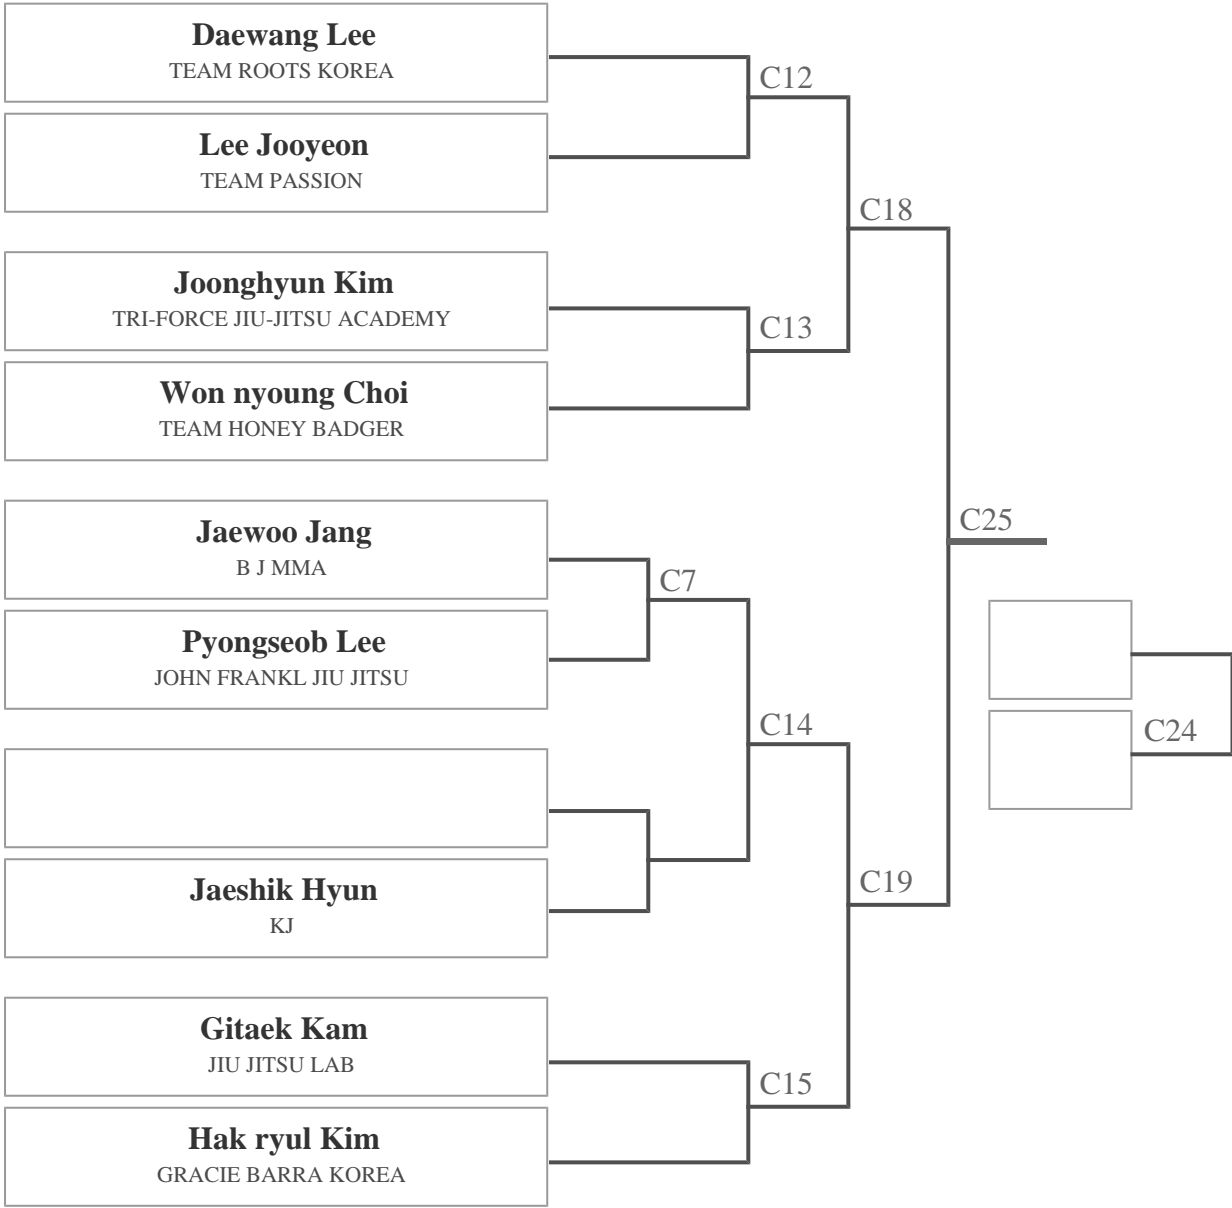 Daewang Lee
TEAM ROOTS KOREA
C12
Lee Jooyeon
TEAM PASSION
C18
Joonghyun Kim
TRI-FORCE JIU-JITSU ACADEMY
C13
Won nyoung Choi
TEAM HONEY BADGER
Jaewoo Jang
B J MMA
C25
C7
Pyongseob Lee
JOHN FRANKL JIU JITSU
C14
C24
Jaeshik Hyun
KJ
C19
Gitaek Kam
JIU JITSU LAB
C15
Hak ryul Kim
GRACIE BARRA KOREA